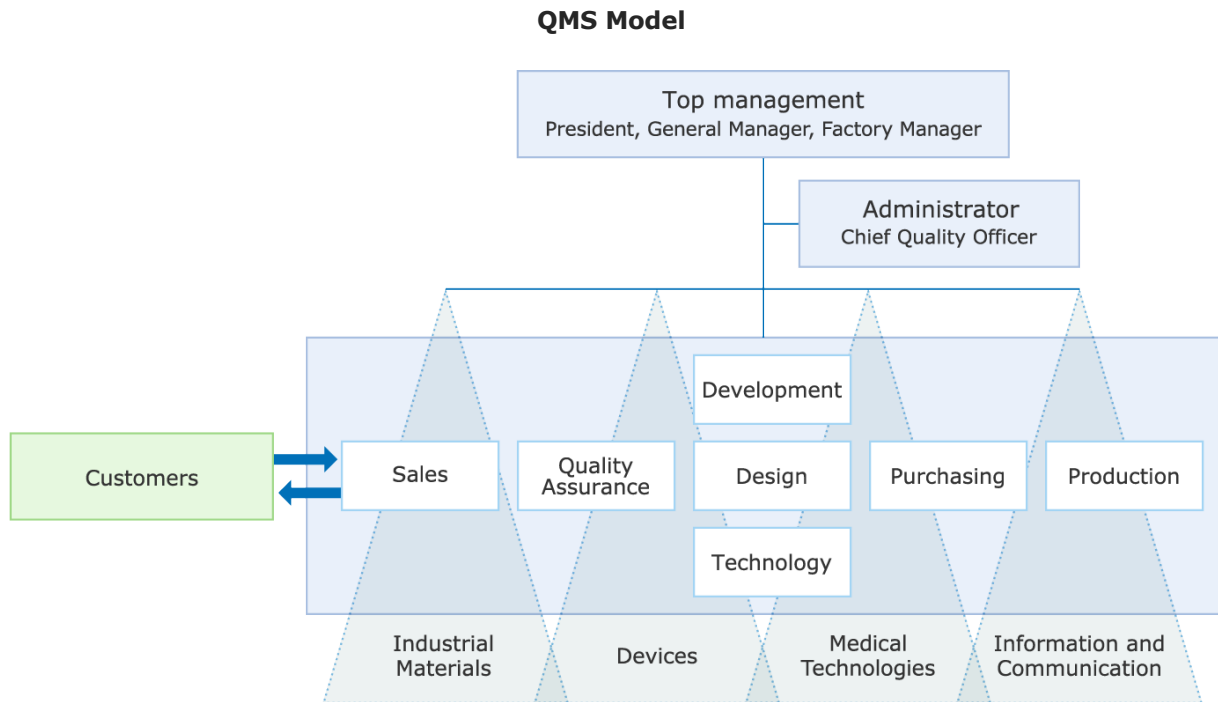 QMS Model
Top management
President, General Manager, Factory Manager
Administrator
Chief Quality Officer
Development
Customers
Sales
Quality
Assurance
Design
Purchasing
Production
Technology
Industrial
Materials
Devices
Medical
Technologies
Information and
Communication